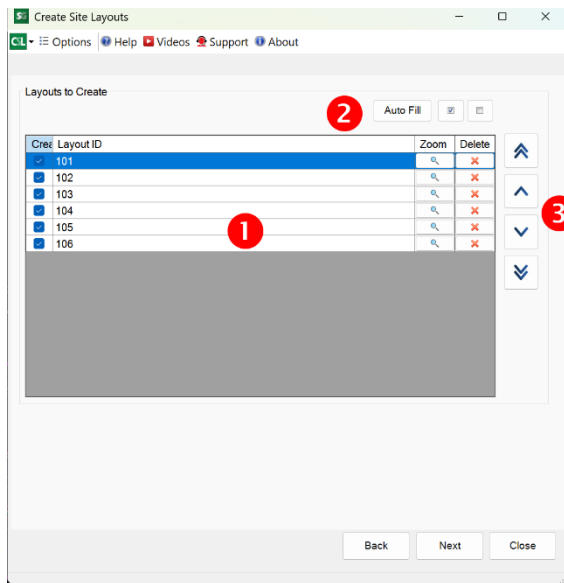 Create Site Layouts
CSL Options Help Videos Support About
Layouts to Create
2 Auto Fill
Crea Layout ID Zoom Delete
101
102
103
104
105
106
1
3
Back Next Close